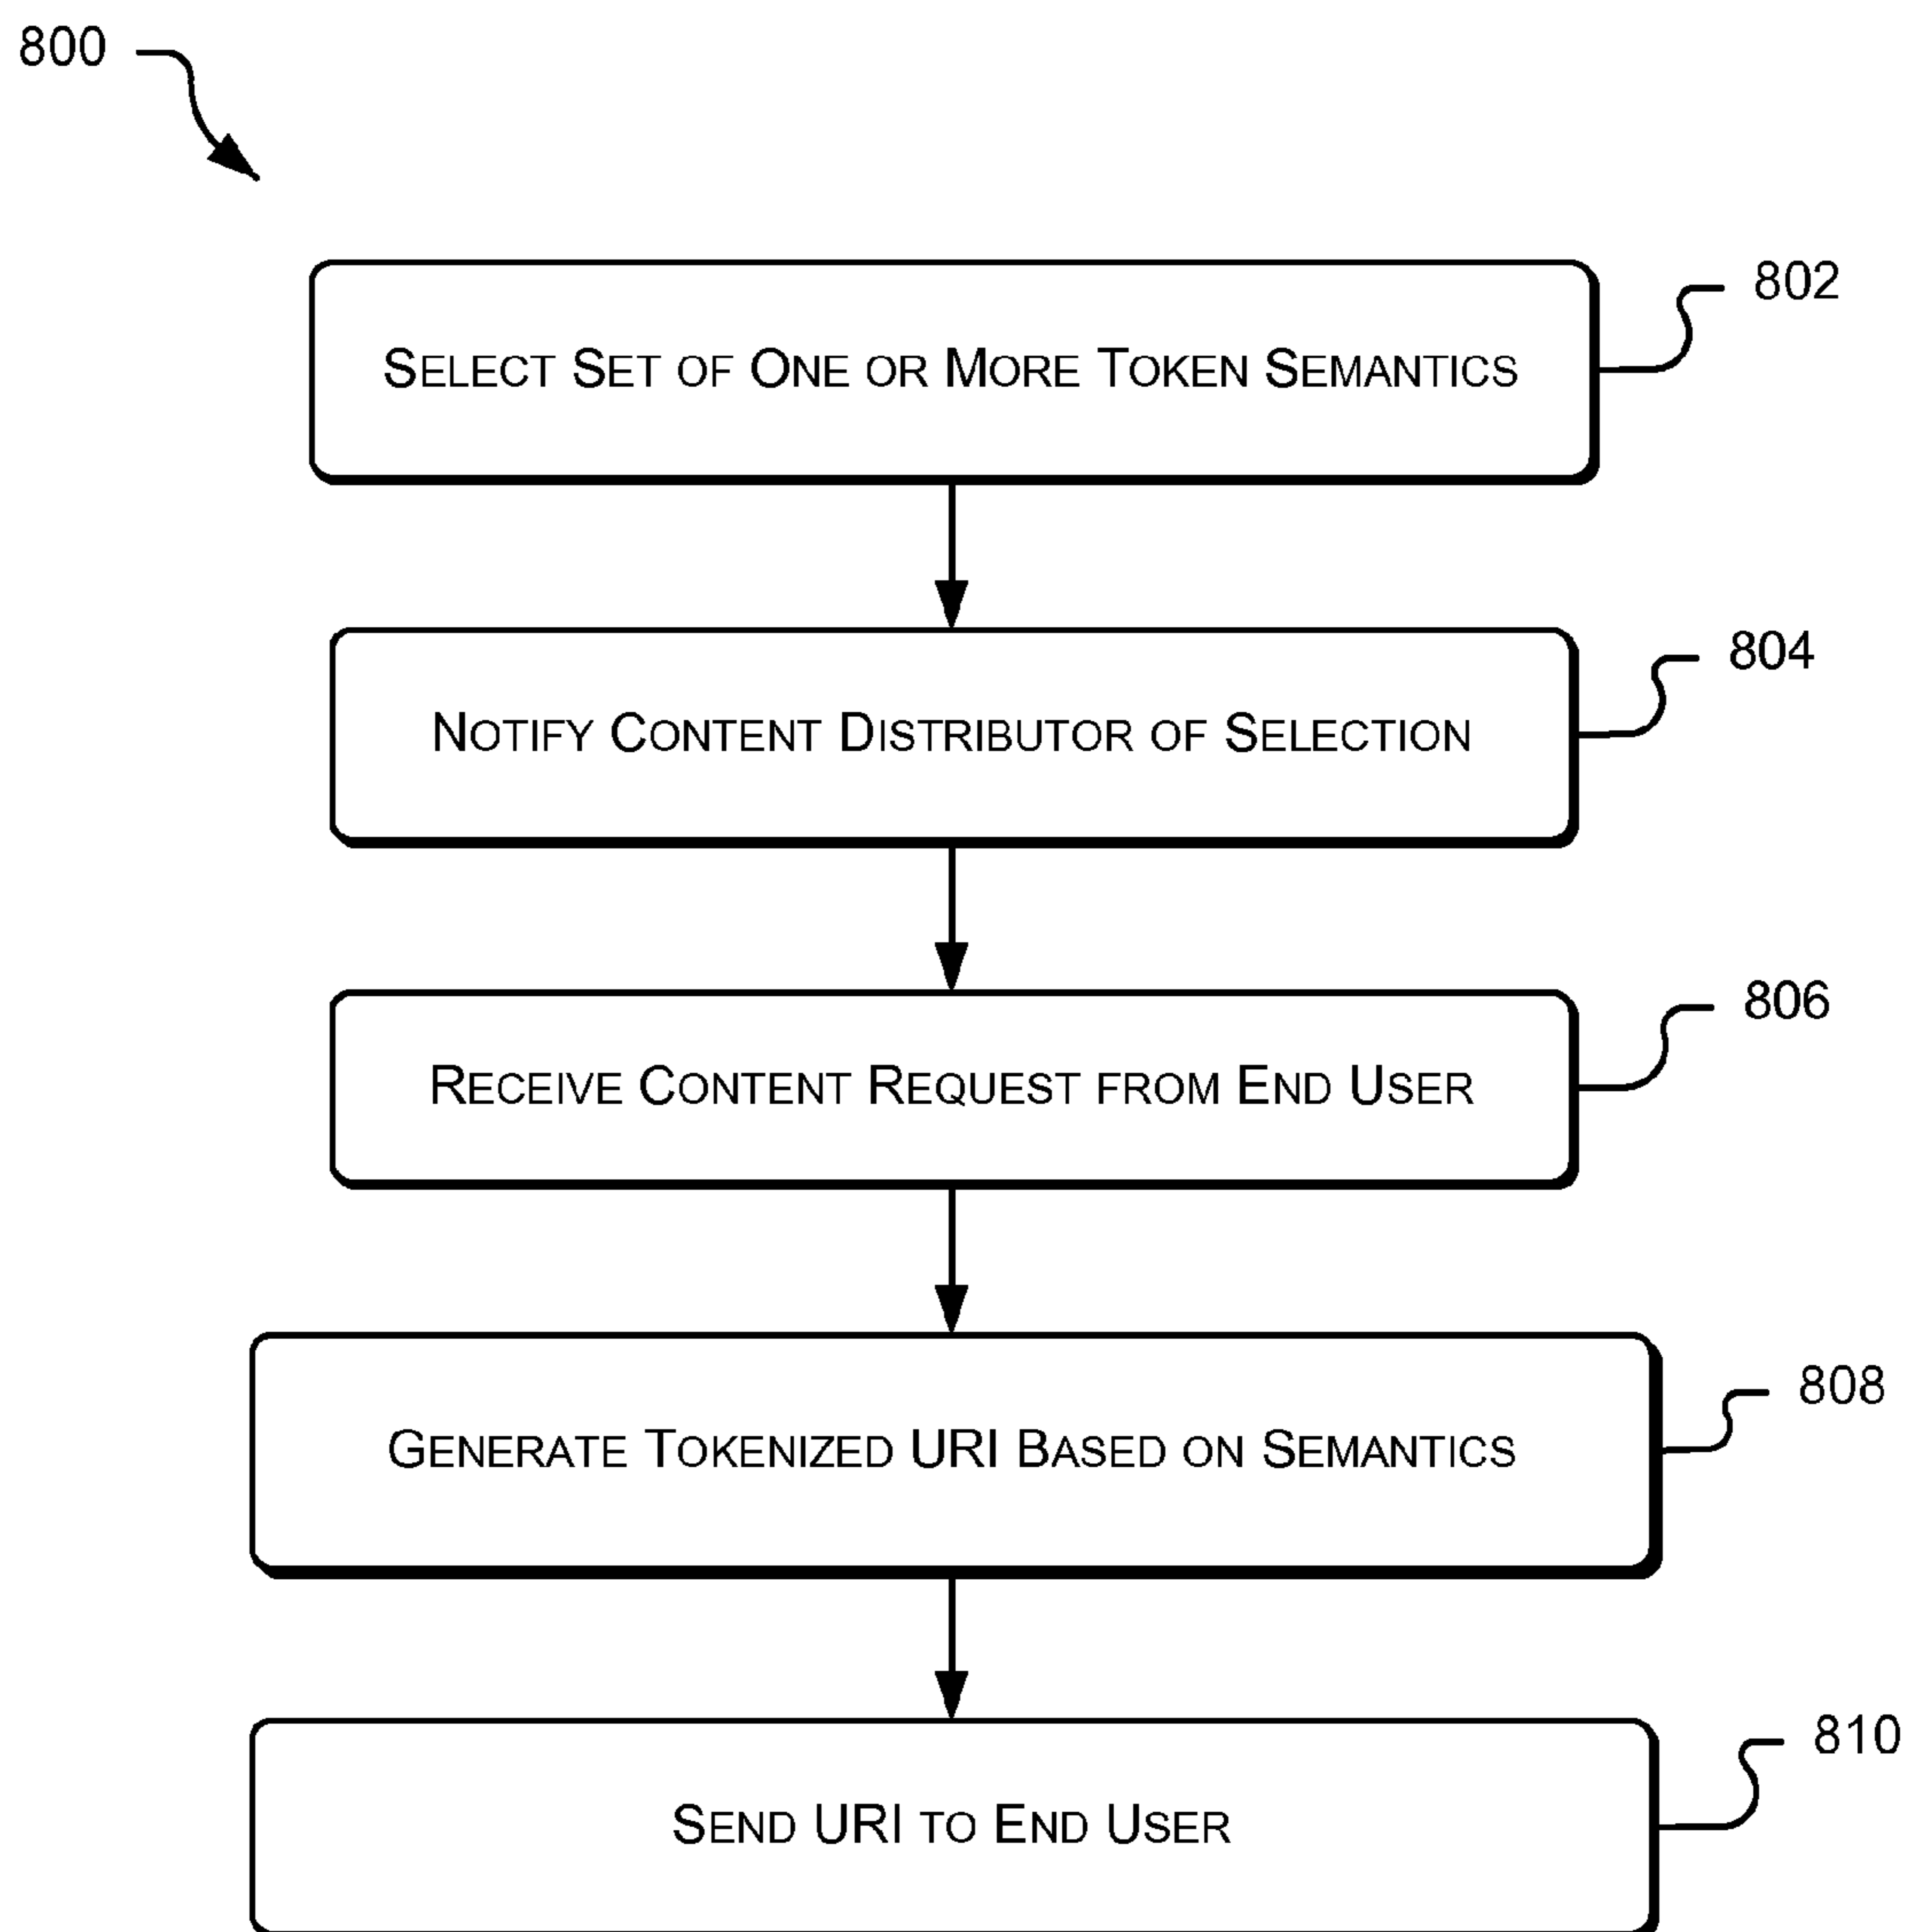 800
802
Select Set of One or More Token Semantics
804
Notify Content Distributor of Selection
806
Receive Content Request from End User
808
Generate Tokenized URI Based on Semantics
810
Send URI to End User